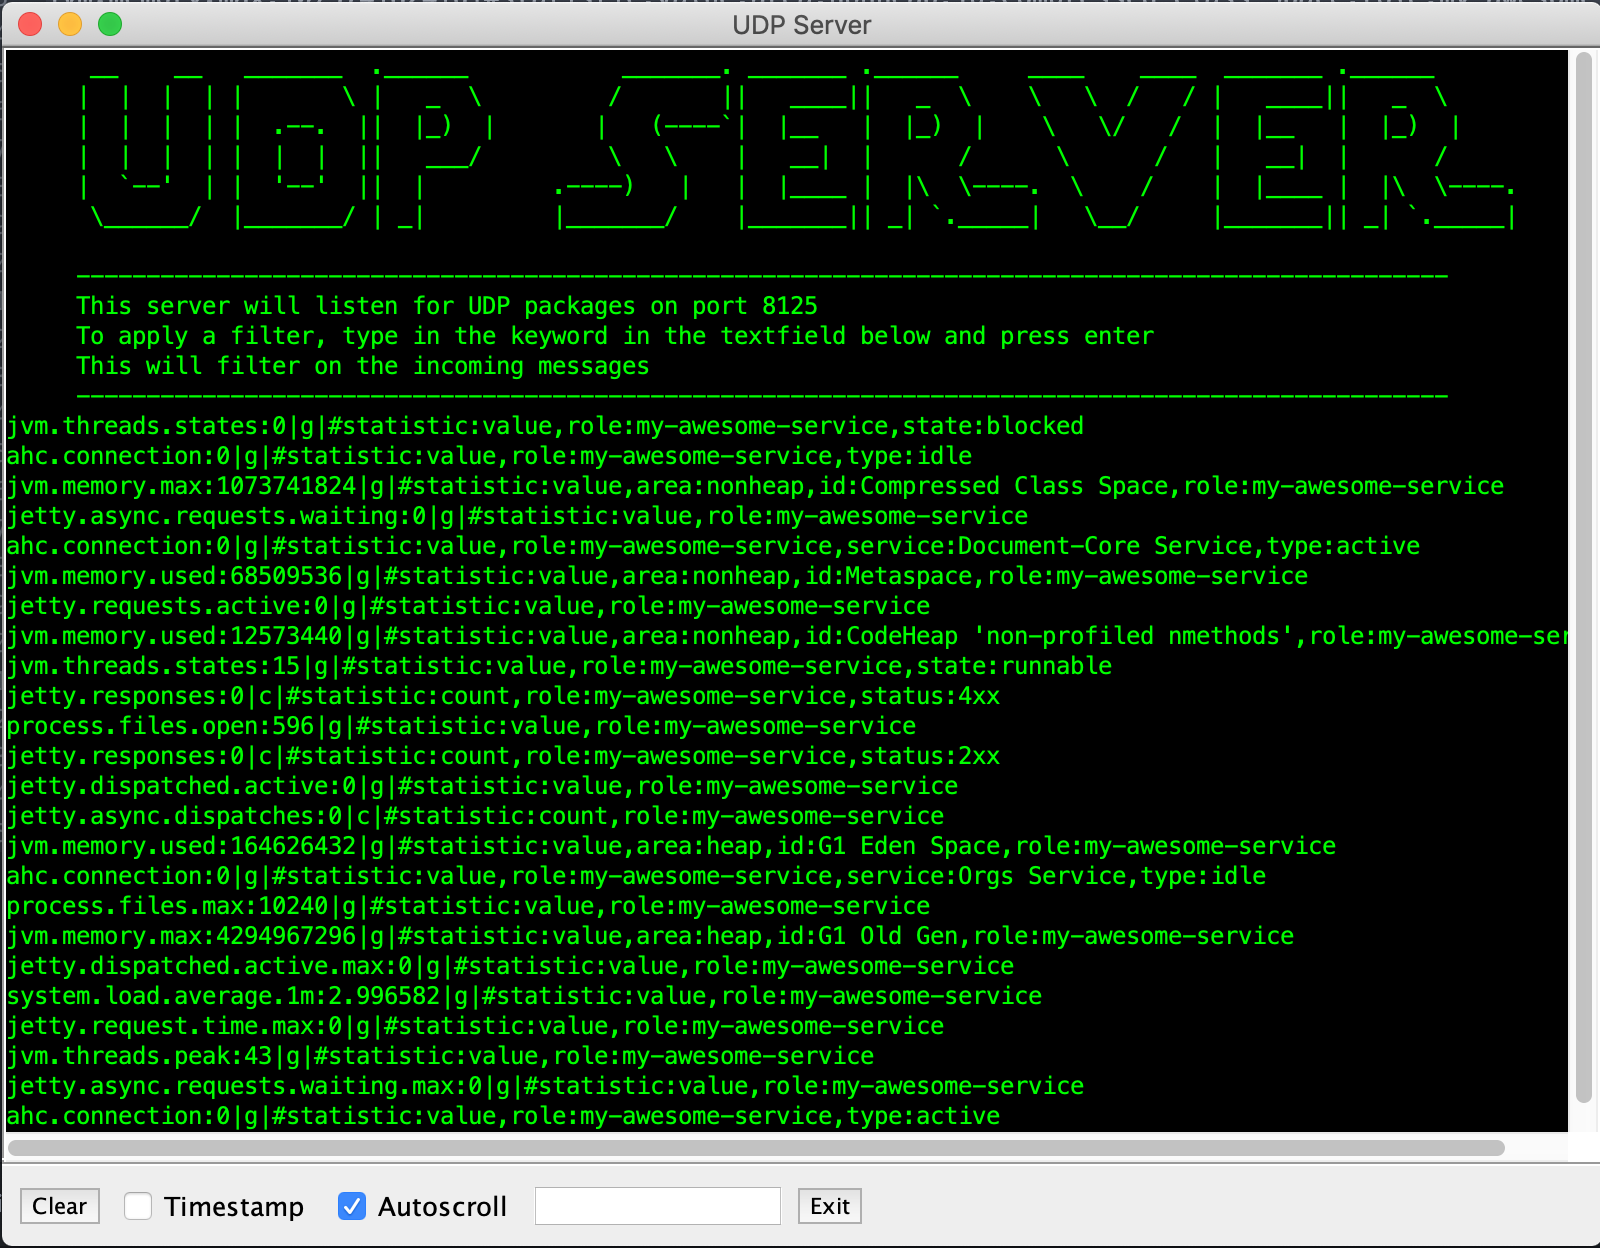 UDP Server
UDP SERVER
This server will listen for UDP packages on port 8125
To apply a filter, type in the keyword in the textfield below and press enter
This will filter on the incoming messages
jvm.threads.states:0|g|#statistic:value,role:my-awesome-service,state:blocked
ahc.connection:0|g|#statistic:value,role:my-awesome-service,type:idle
jvm.memory.max:1073741824|g|#statistic:value,area:nonheap,id:Compressed Class Space,role:my-awesome-service
jetty.async.requests.waiting:0|g|#statistic:value,role:my-awesome-service
ahc.connection:0|g|#statistic:value,role:my-awesome-service,service:Document-Core Service,type:active
jvm.memory.used:68509536|g|#statistic:value,area:nonheap,id:Metaspace,role:my-awesome-service
jetty.requests.active:0|g|#statistic:value,role:my-awesome-service
jvm.memory.used:12573440|g|#statistic:value,area:nonheap,id:CodeHeap 'non-profiled nmethods',role:my-awesome-ser
jvm.threads.states:15|g|#statistic:value,role:my-awesome-service,state:runnable
jetty.responses:0|c|#statistic:count,role:my-awesome-service,status:4xx
process.files.open:596|g|#statistic:value,role:my-awesome-service
jetty.responses:0|c|#statistic:count,role:my-awesome-service,status:2xx
jetty.dispatched.active:0|g|#statistic:value,role:my-awesome-service
jetty.async.dispatches:0|c|#statistic:count,role:my-awesome-service
jvm.memory.used:164626432|g|#statistic:value,area:heap,id:G1 Eden Space,role:my-awesome-service
ahc.connection:0|g|#statistic:value,role:my-awesome-service,service:Orgs Service,type:idle
process.files.max:10240|g|#statistic:value,role:my-awesome-service
jvm.memory.max:4294967296|g|#statistic:value,area:heap,id:G1 Old Gen,role:my-awesome-service
jetty.dispatched.active.max:0|g|#statistic:value,role:my-awesome-service
system.load.average.1m:2.996582|g|#statistic:value,role:my-awesome-service
jetty.request.time.max:0|g|#statistic:value,role:my-awesome-service
jvm.threads.peak:43|g|#statistic:value,role:my-awesome-service
jetty.async.requests.waiting.max:0|g|#statistic:value,role:my-awesome-service
ahc.connection:0|g|#statistic:value,role:my-awesome-service,type:active
Clear Timestamp Autoscroll Exit